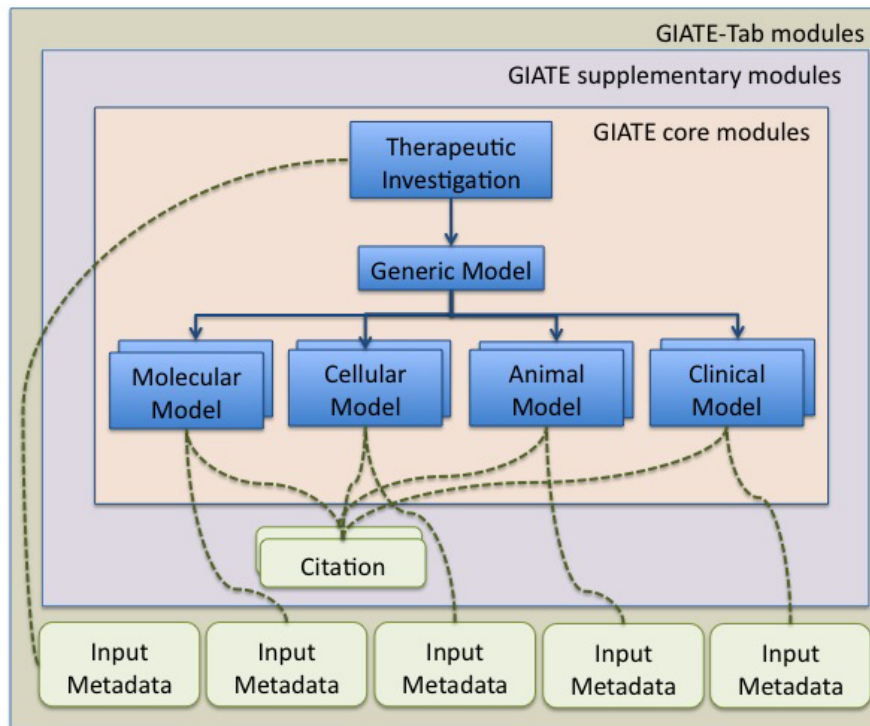 GIATE-Tab modules
GIATE supplementary modules
GIATE core modules
Therapeutic
Investigation
Generic Model
Molecular
Model
Cellular
Model
Animal
Model
Clinical
Model
Citation
Input
Metadata
Input
Metadata
Input
Metadata
Input
Metadata
Input
Metadata